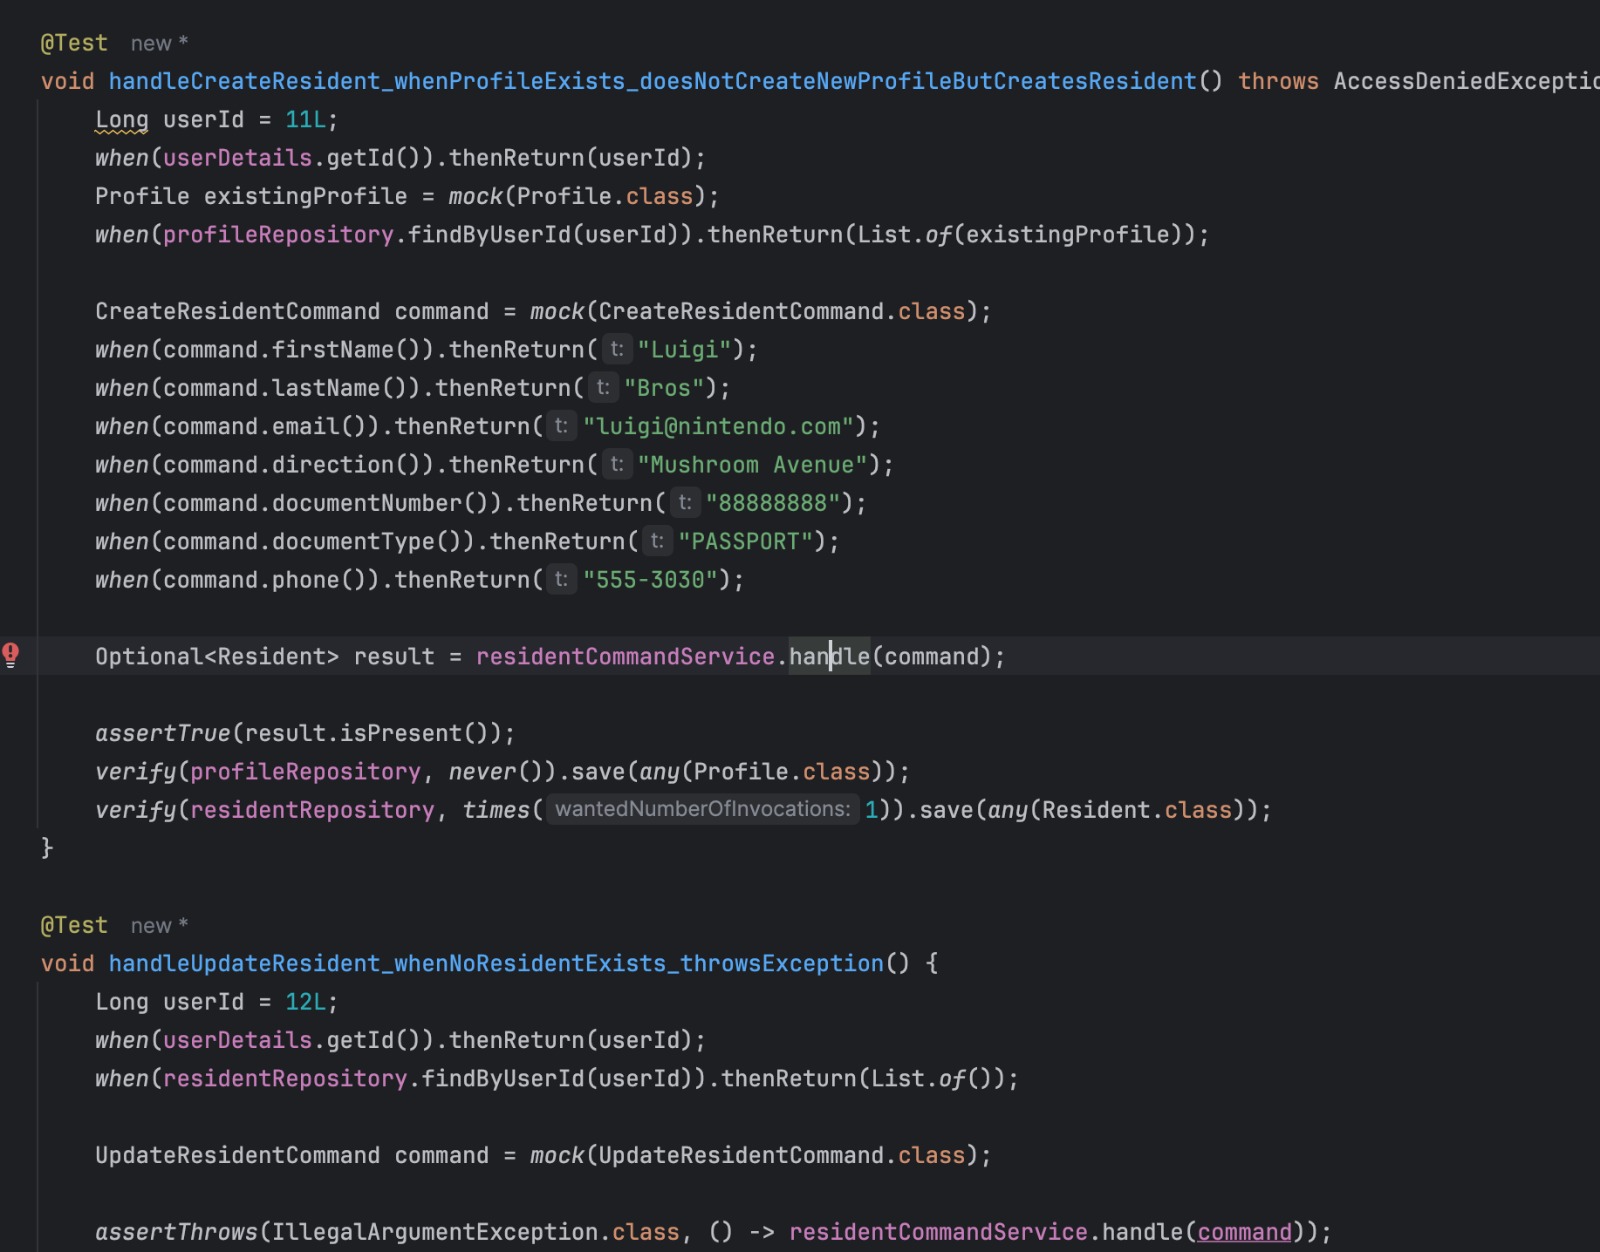 @Test new *
void handleCreateResident_whenProfileExists_doesNotCreateNewProfileButCreatesResident() throws AccessDeniedExceptio
Long userId = 11L;
when(userDetails.getId()).thenReturn(userId);
Profile existingProfile = mock(Profile.class);
when(profileRepository.findByUserId(userId)).thenReturn(List.of(existingProfile));
CreateResidentCommand command = mock(CreateResidentCommand.class);
when(command.firstName()).thenReturn( t: "Luigi");
when(command.lastName()).thenReturn( t: "Bros");
when(command.email()).thenReturn( t: "luigi@nintendo.com");
when(command.direction()).thenReturn( t: "Mushroom Avenue");
when(command.documentNumber()).thenReturn( t: "88888888");
when(command.documentType()).thenReturn( t: "PASSPORT");
when(command.phone()).thenReturn( t: "555-3030");
Optional<Resident> result = residentCommandService.handle(command);
assertTrue(result.isPresent());
verify(profileRepository, never()).save(any(Profile.class));
verify(residentRepository, times( wantedNumberOfInvocations: 1)).save(any(Resident.class));
}
@Test new *
void handleUpdateResident_whenNoResidentExists_throwsException() {
Long userId = 12L;
when(userDetails.getId()).thenReturn(userId);
when(residentRepository.findByUserId(userId)).thenReturn(List.of());
UpdateResidentCommand command = mock(UpdateResidentCommand.class);
assertThrows(IllegalArgumentException.class, () -> residentCommandService.handle(command));